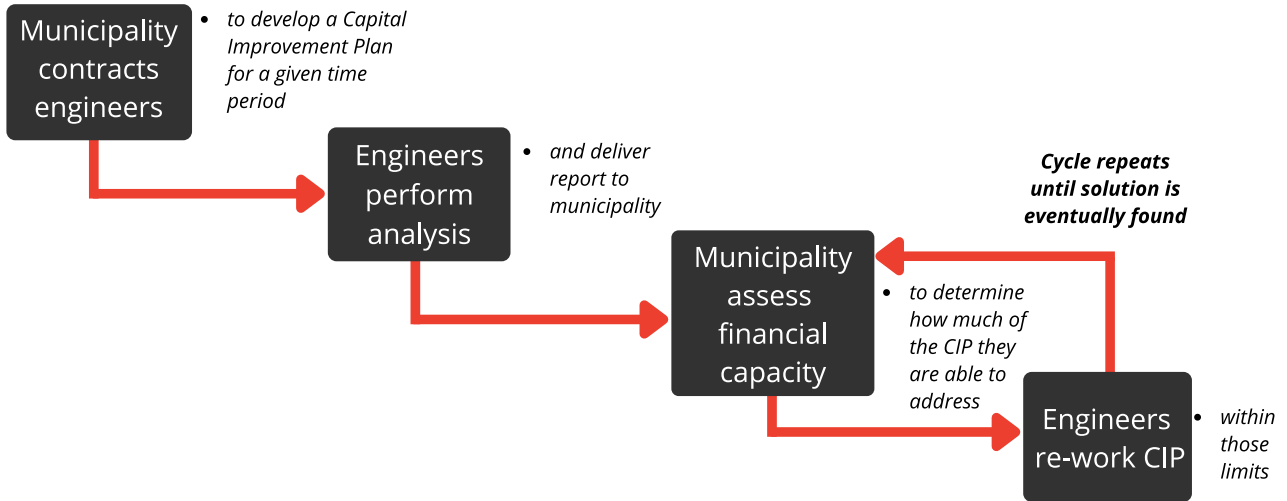 Municipality
contracts
engineers
• to develop a Capital
Improvement Plan
for a given time
period
Engineers
perform
analysis
• and deliver
report to
municipality
Municipality
assess
financial
capacity
• to determine
how much of
the CIP they
are able to
address
Cycle repeats
until solution is
eventually found
Engineers
re-work CIP
• within
those
limits